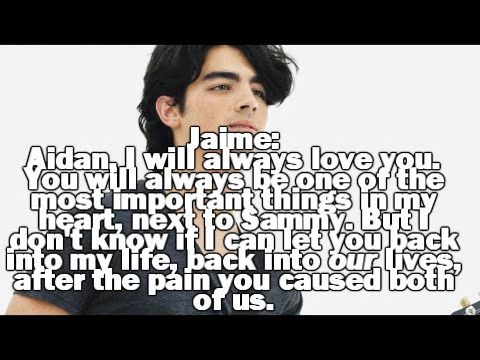 Jaime:
Aidan, I will always love you.
You will always be one of the
most important things in my
heart, next to Sammy. But I
don't know if I can let you back
into my life, back into our lives,
after the pain you caused both
of us.